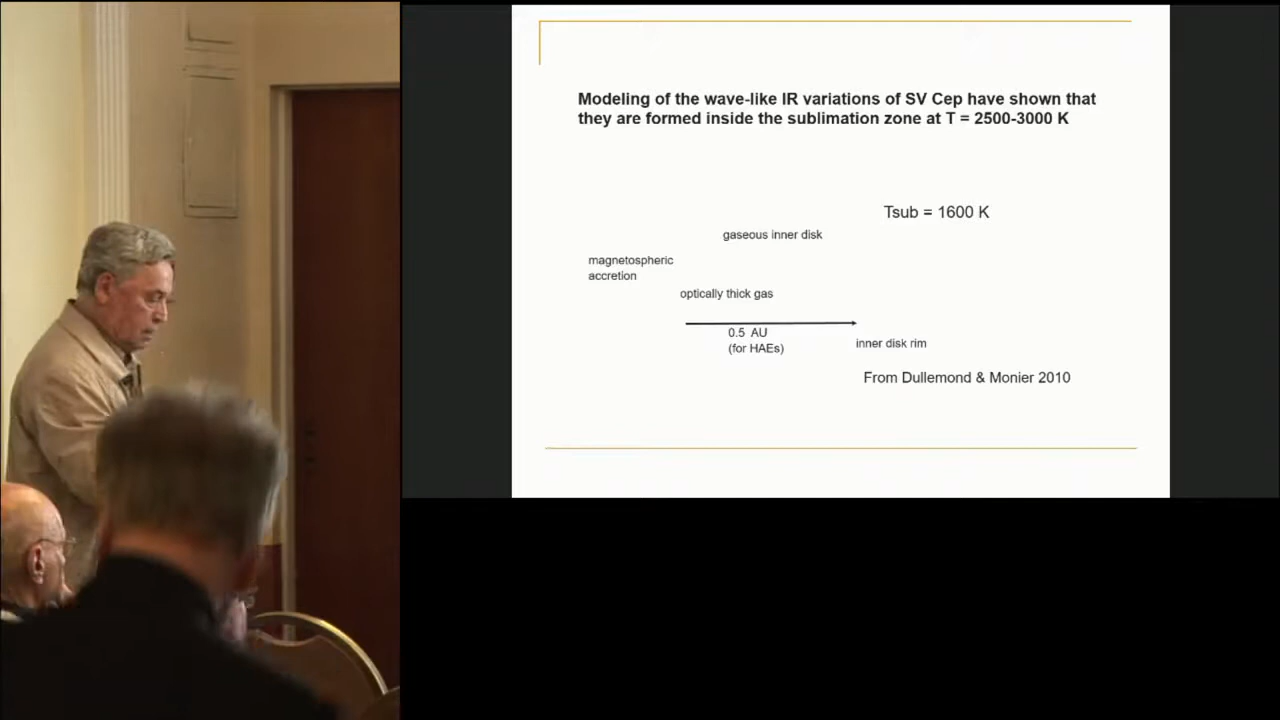 Modeling of the wave-like IR variations of SV Cep have shown that
they are formed inside the sublimation zone at T = 2500-3000 K
Tsub = 1600 K
gaseous inner disk
magnetospheric
accretion
optically thick gas
0.5 AU
(for HAEs)
inner disk rim
From Dullemond & Monier 2010